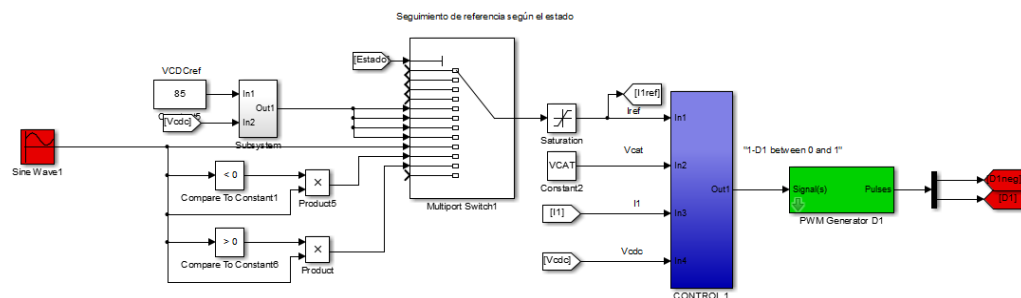 Seguimiento de referencia según el estado
[Estado]
VCDCref
85
In1
In2
Out1
[Vcdc]
Subsystem
Sine Wave1
< 0
Compare To Constant1
×
Product5
> 0
Compare To Constant6
×
Product
Multiport Switch1
Saturation
[I1ref]
Iref
VCAT
Constant2
Vcat
[I1]
I1
[Vcdc]
Vcdc
In1
In2
In3
In4
Out1
CONTROL 1
"1-D1 between 0 and 1"
Signal(s)
Pulses
PWM Generator D1
[D1neg]
[D1]